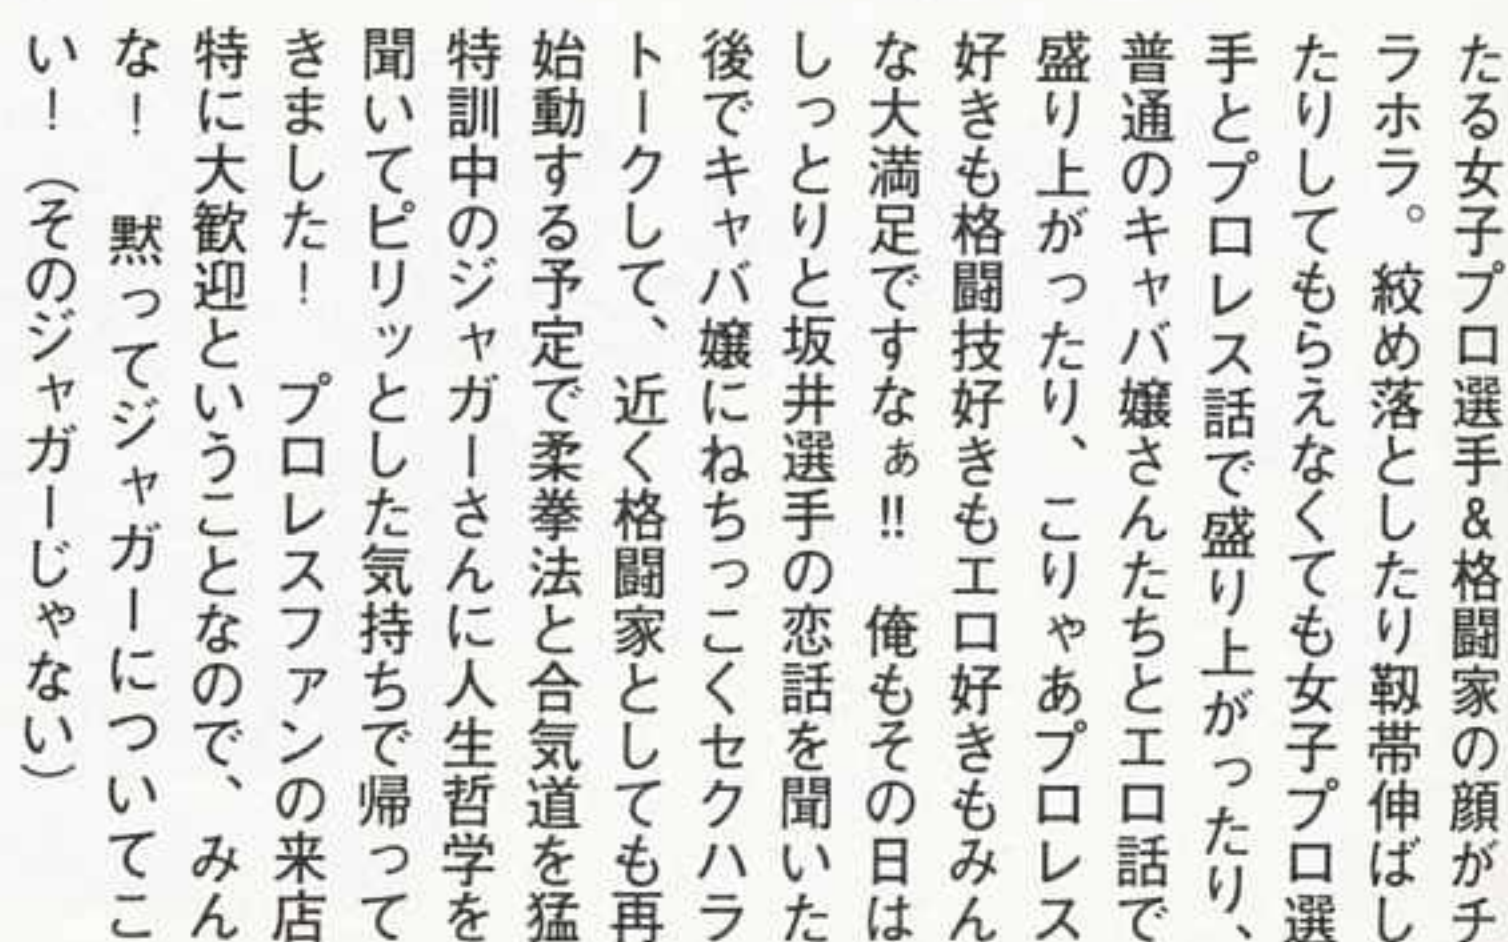 たる女子プロ選手&格闘家の顔がチ
ラホラ。絞め落としたり靱帯伸ばし
たりしてもらえなくても女子プロ選
手とプロレス話で盛り上がったり、
普通のキャバ嬢さんたちとエロ話で
盛り上がったり、こりゃあプロレス
好きも格闘技好きもエロ好きもみん
な大満足ですなぁ!! 俺もその日は
しっとりと坂井選手の恋話を聞いた
後でキャバ嬢にねちっこくセクハラ
トークして、近く格闘家としても再
始動する予定で柔拳法と合気道を猛
特訓中のジャガーさんに人生哲学を
聞いてピリッとした気持ちで帰って
きました! プロレスファンの来店
特に大歓迎ということなので、みん
な! 黙ってジャガーについてこ
い!(そのジャガーじゃない)